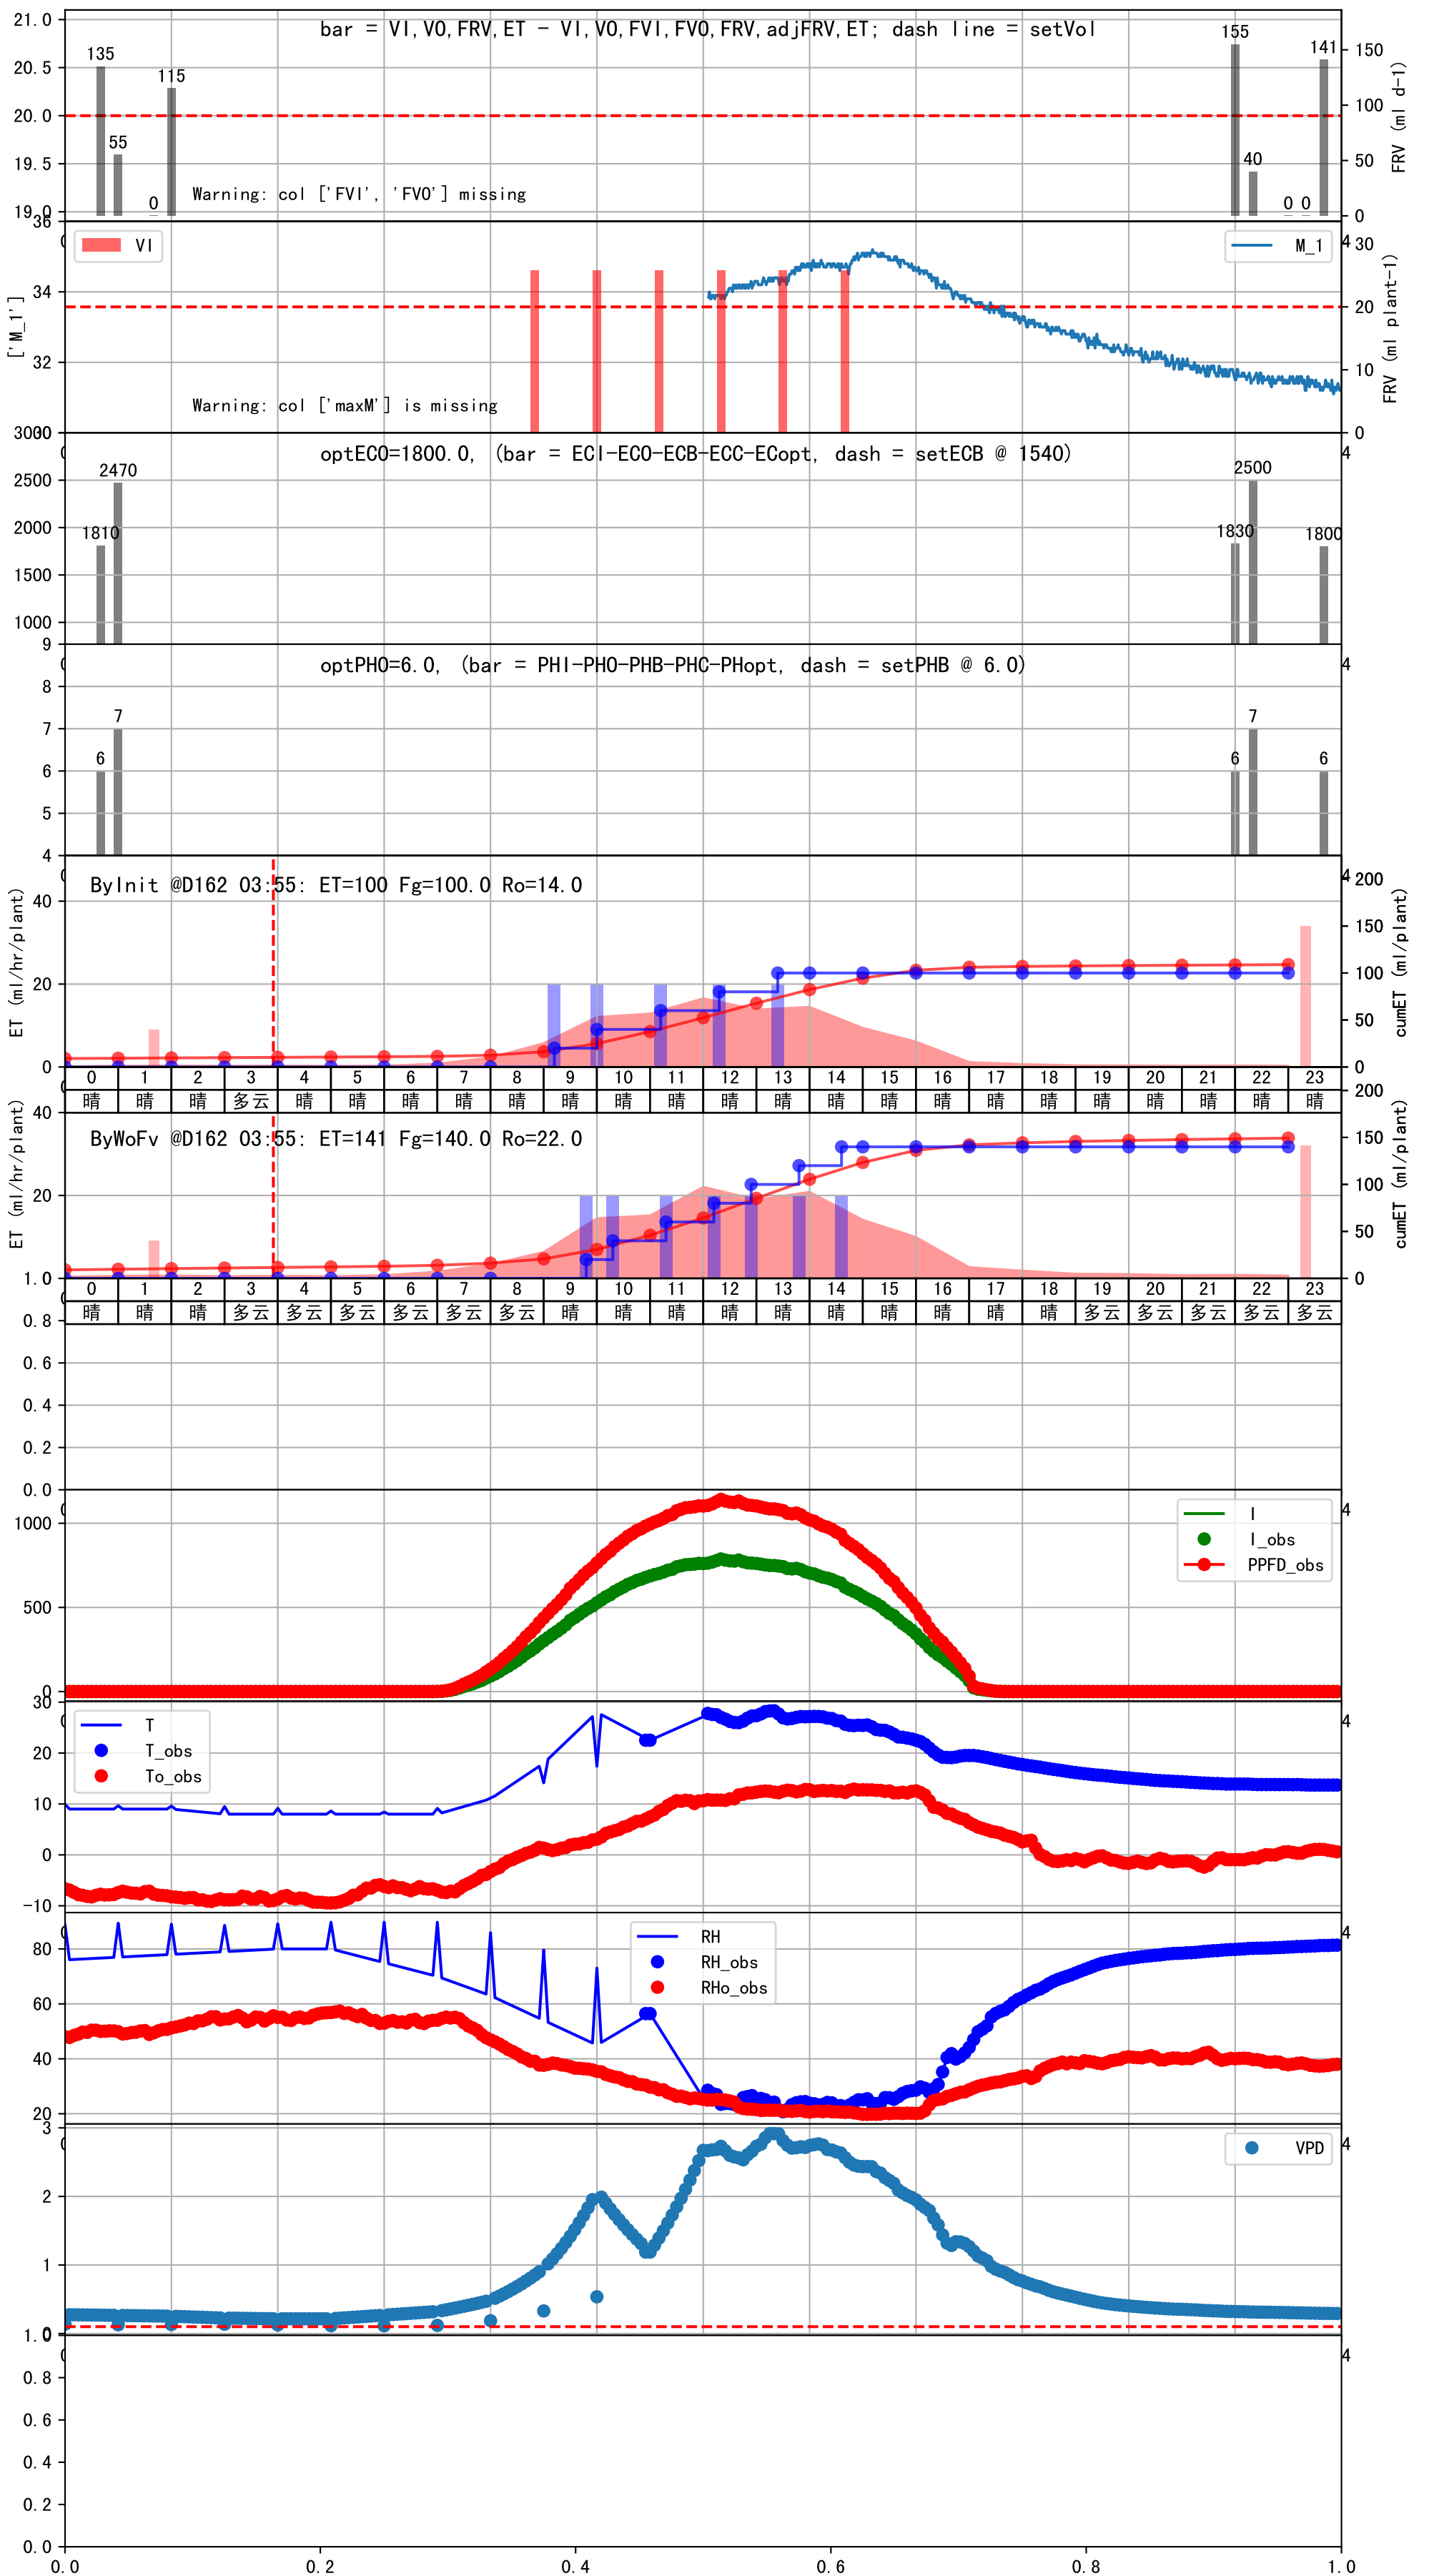 bar = VI,VO,FRV,ET - VI,VO,FVI,FVO,FRV,adjFRV,ET; dash line = setVol
21.0
20.5
20.0
19.5
19.0
135
55
0
115
155
40
0
0
141
150
100
50
0
FRV (ml d-1)
Warning: col ['FVI', 'FVO'] missing
VI
M_1
['M_1']
36
34
32
30
30
20
10
0
FRV (ml plant-1)
Warning: col ['maxM'] is missing
optECO=1800.0, (bar = ECI-ECO-ECB-ECC-ECopt, dash = setECB @ 1540)
3000
2500
2000
1500
1000
1810
2470
1830
2500
1800
optPHO=6.0, (bar = PHI-PHO-PHB-PHC-PHopt, dash = setPHB @ 6.0)
9
8
7
6
5
4
6
7
6
7
6
ByInit @D162 03:55: ET=100 Fg=100.0 Ro=14.0
ET (ml/hr/plant)
40
20
0
200
150
100
50
0
cumET (ml/plant)
0 1 2 3 4 5 6 7 8 9 10 11 12 13 14 15 16 17 18 19 20 21 22 23
晴 晴 晴 多云 晴 晴 晴 晴 晴 晴 晴 晴 晴 晴 晴 晴 晴 晴 晴 晴 晴 晴 晴 晴
ByWoFv @D162 03:55: ET=141 Fg=140.0 Ro=22.0
ET (ml/hr/plant)
40
20
200
150
100
50
0
cumET (ml/plant)
0 1 2 3 4 5 6 7 8 9 10 11 12 13 14 15 16 17 18 19 20 21 22 23
晴 晴 晴 多云 多云 多云 多云 多云 多云 晴 晴 晴 晴 晴 晴 晴 晴 晴 晴 多云 多云 多云 多云 多云
1.0
0.8
0.6
0.4
0.2
0.0
I
I_obs
PPFD_obs
1000
500
0
T
T_obs
To_obs
30
20
10
0
-10
RH
RH_obs
RHo_obs
80
60
40
20
VPD
3
2
1
0
1.0
0.8
0.6
0.4
0.2
0.0
0.0 0.2 0.4 0.6 0.8 1.0